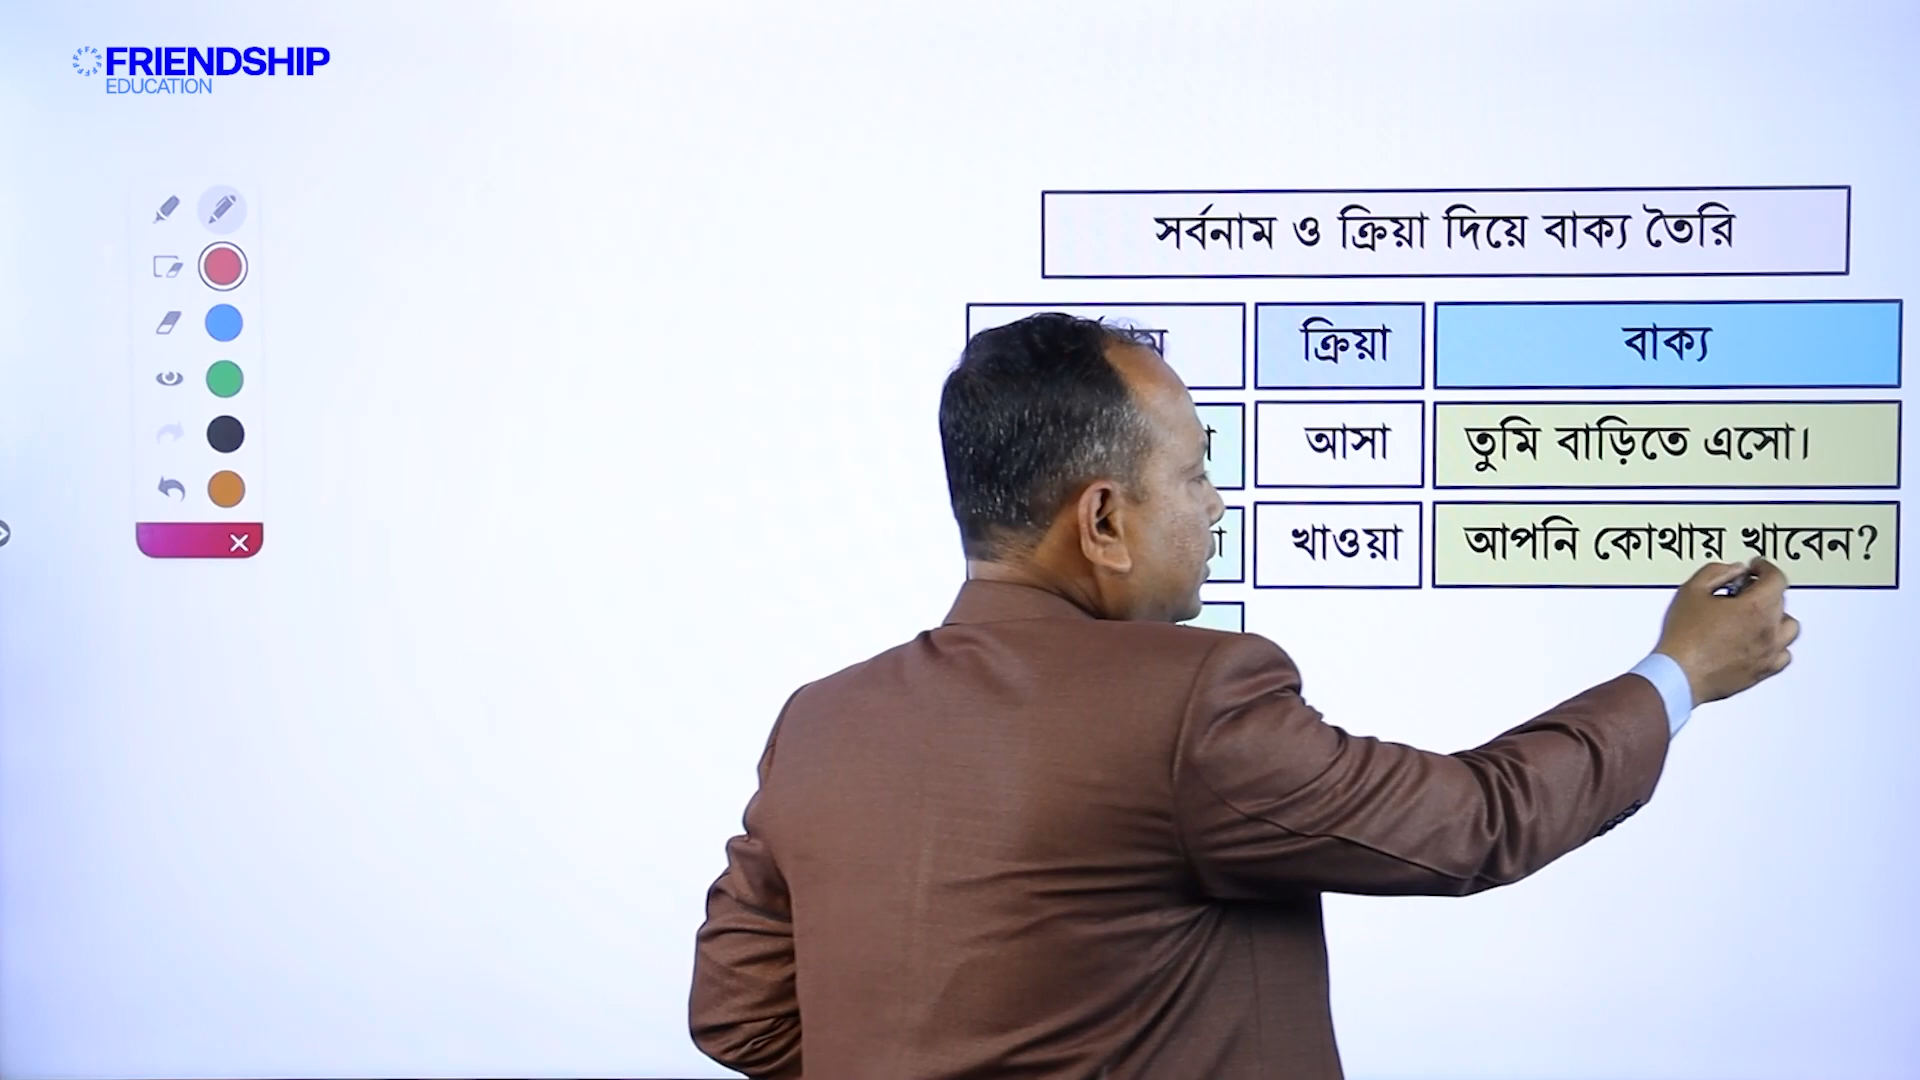 FRIENDSHIP
EDUCATION
সর্বনাম ও ক্রিয়া দিয়ে বাক্য তৈরি
ক্রিয়া বাক্য
আসা তুমি বাড়িতে এসো।
খাওয়া আপনি কোথায় খাবেন?